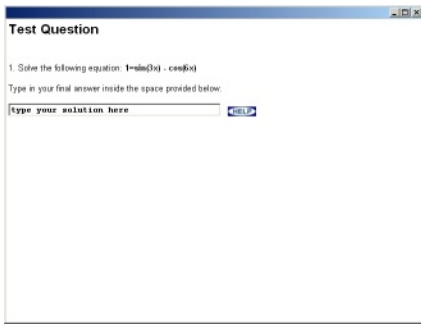 Test Question
1. Solve the following equation: 1=sin(3x) - cos(6x)
Type in your final answer inside the space provided below.
type your solution here
HELP